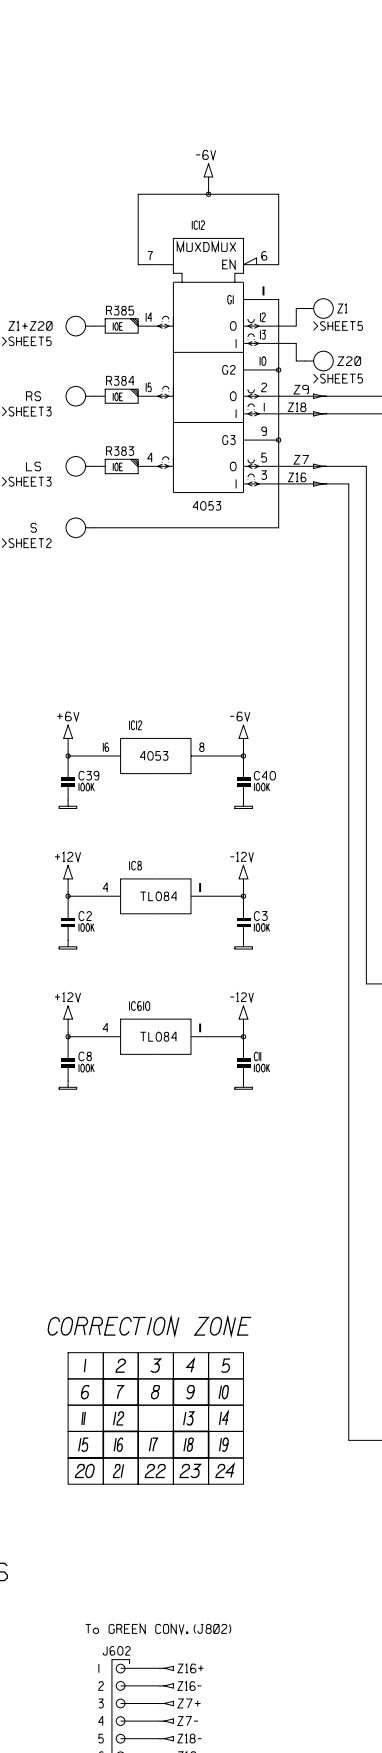 -6V
IC12
MUXDMUX
7 EN 6
G1 1
Z1+Z20 R385 14 0 12 Z1
>SHEET5 10E 1 13 >SHEET5
G2 10 Z20
>SHEET5
RS R384 15 0 2 Z9
>SHEET3 10E 1 1 Z18
G3 9
LS R383 4 0 5 Z7
>SHEET3 10E 1 3 Z16
4053
S
>SHEET2
+6V IC12 -6V
16 4053 8
C39 C40
100K 100K
+12V IC8 -12V
4 TL084 11
C2 C3
100K 100K
+12V IC610 -12V
4 TL084 11
C8 C11
100K 100K
CORRECTION ZONE
1 2 3 4 5
6 7 8 9 10
11 12 13 14
15 16 17 18 19
20 21 22 23 24
S
To GREEN CONV.(J802)
J602
1 Z16+
2 Z16-
3 Z7+
4 Z7-
5 Z18-